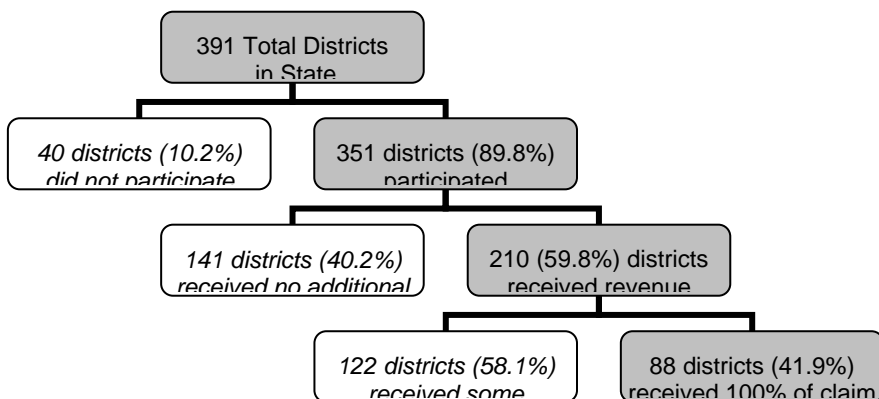 391 Total Districts
in State
40 districts (10.2%)
did not participate
351 districts (89.8%)
participated
141 districts (40.2%)
received no additional
210 (59.8%) districts
received revenue
122 districts (58.1%)
received some
88 districts (41.9%)
received 100% of claim